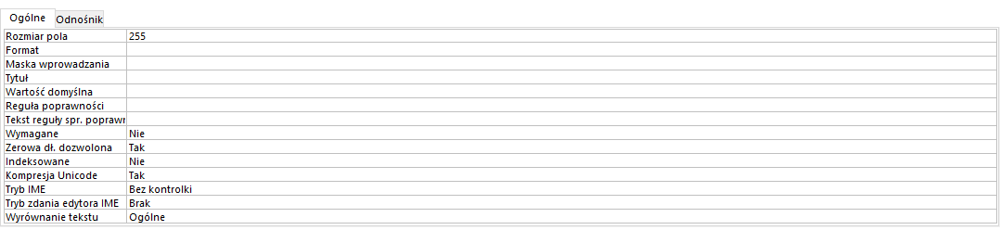 Ogólne Odnośnik
Rozmiar pola 255
Format
Maska wprowadzania
Tytuł
Wartość domyślna
Reguła poprawności
Tekst reguły spr. poprawn
Wymagane Nie
Zerowa dł. dozwolona Tak
Indeksowane Nie
Kompresja Unicode Tak
Tryb IME Bez kontrolki
Tryb zdania edytora IME Brak
Wyrównanie tekstu Ogólne